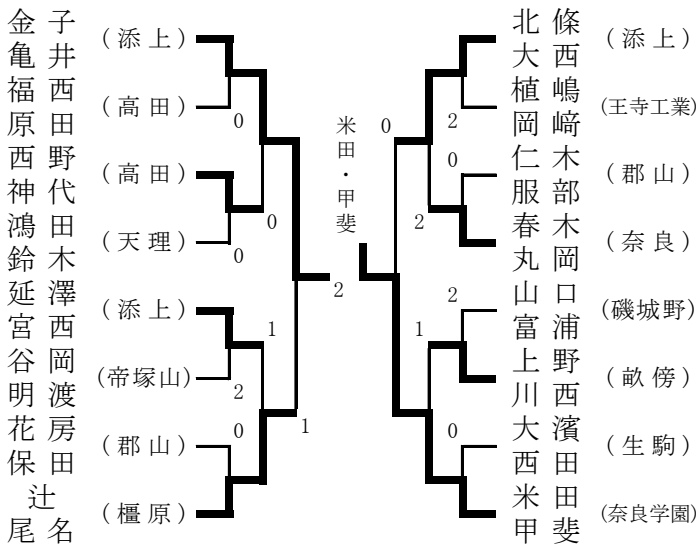 金子
亀井
(添上)
福西
原田
(高田)
0
西野
神代
(高田)
鴻田
鈴木
(天理)
0
0
延澤
宮西
(添上)
谷岡
明渡
(帝塚山)
2
1
花房
保田
(郡山)
0
辻
尾名
(橿原)
1
2
米田・甲斐
北條
大西
(添上)
植嶋
岡﨑
(王寺工業)
2
0
仁木
服部
(郡山)
0
春木
丸岡
(奈良)
2
山口
富浦
(磯城野)
2
上野
川西
(畝傍)
1
大濱
西田
(生駒)
0
米田
甲斐
(奈良学園)